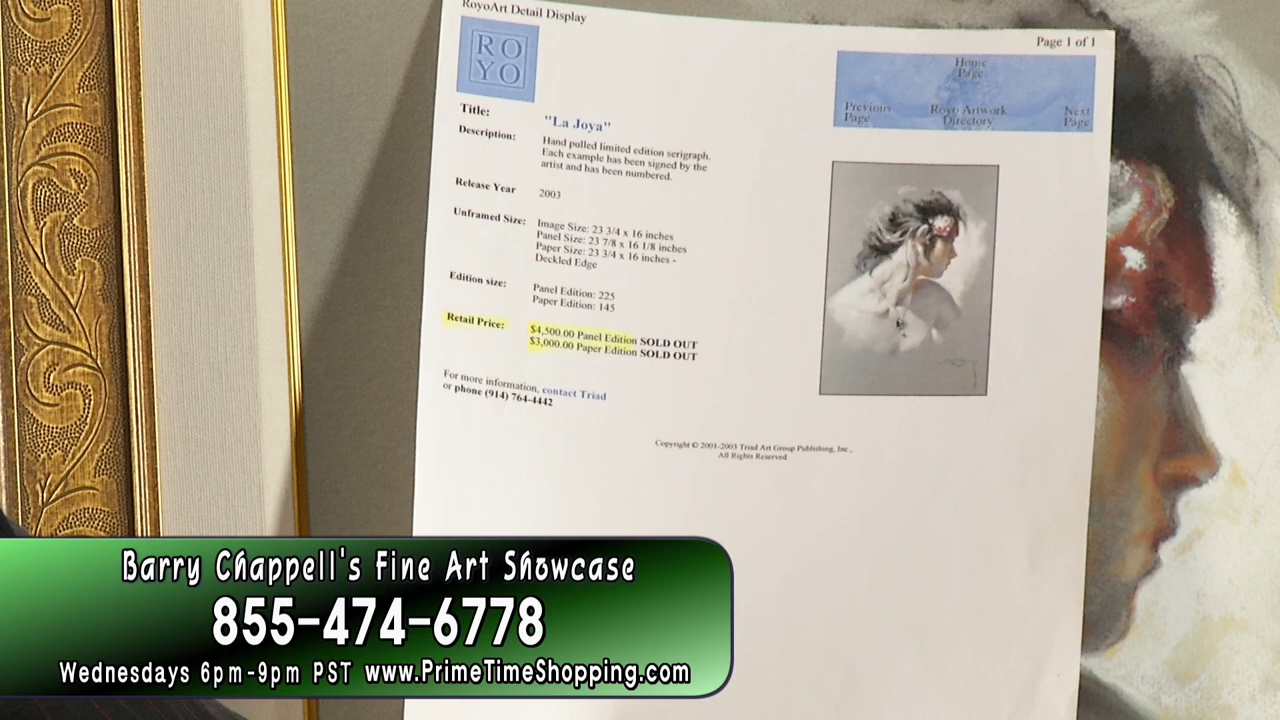 RoyoArt Detail Display
Page 1 of 1
RO
YO
Home
Page
Previous
Page
Royo Artwork
Directory
Next
Page
Title:
"La Joya"
Description:
Hand pulled limited edition serigraph.
Each example has been signed by the
artist and has been numbered.
Release Year
2003
Unframed Size:
Image Size: 23 3/4 x 16 inches
Panel Size: 23 7/8 x 16 1/8 inches
Paper Size: 23 3/4 x 16 inches -
Deckled Edge
Edition size:
Panel Edition: 225
Paper Edition: 145
Retail Price:
$4,500.00 Panel Edition SOLD OUT
$3,000.00 Paper Edition SOLD OUT
For more information, contact Triad
or phone (914) 764-4442
Copyright © 2001-2003 Triad Art Group Publishing, Inc.,
All Rights Reserved
Barry Chappell's Fine Art Showcase
855-474-6778
Wednesdays 6pm-9pm PST www.PrimeTimeShopping.com